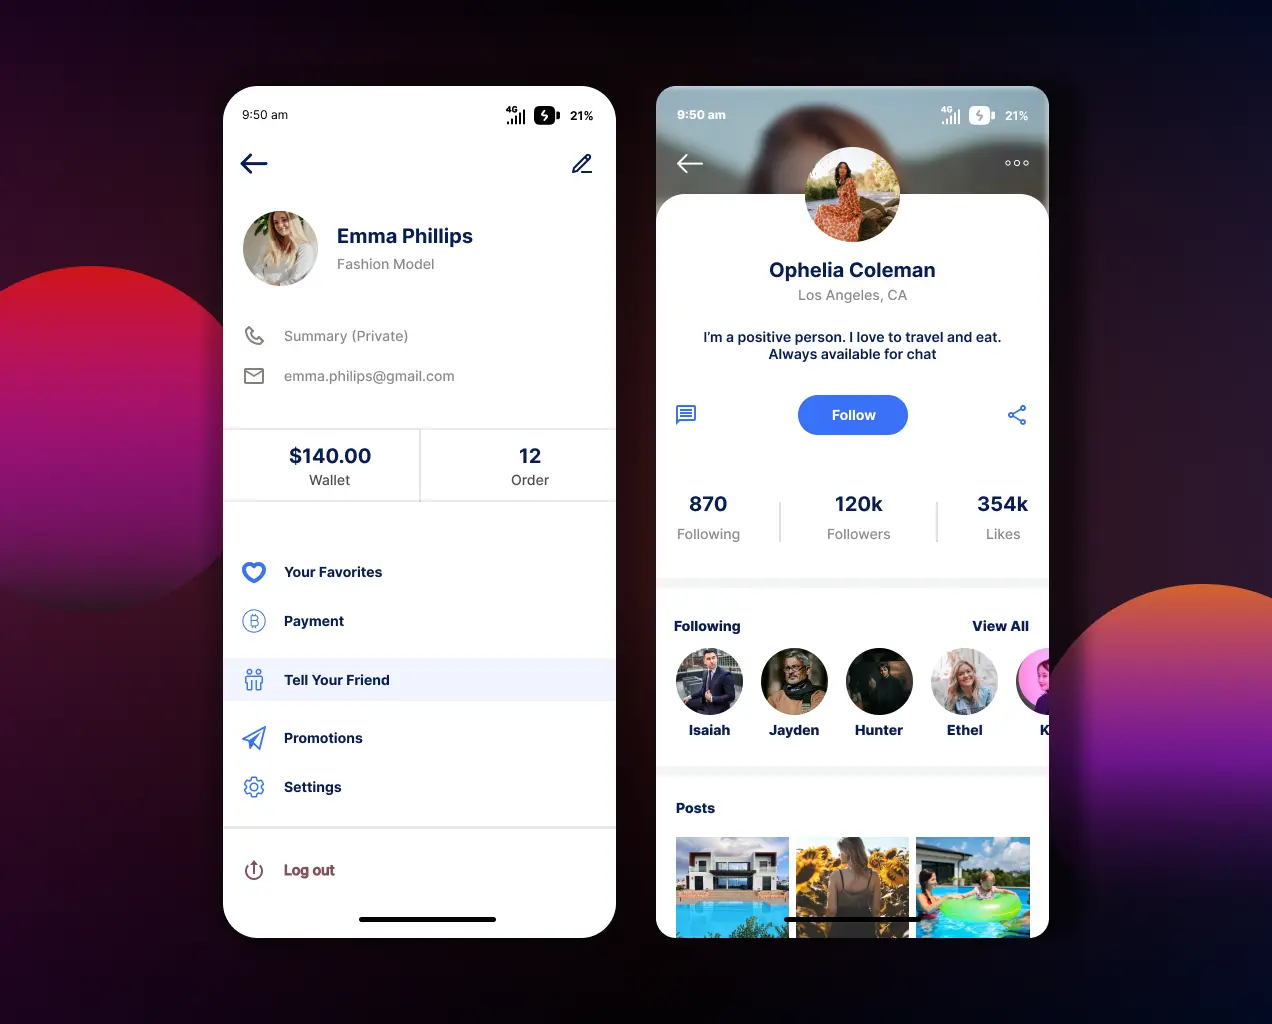 9:50 am
4G
21%
Emma Phillips
Fashion Model
Summary (Private)
emma.philips@gmail.com
$140.00
Wallet
12
Order
Your Favorites
Payment
Tell Your Friend
Promotions
Settings
Log out
9:50 am
4G
21%
Ophelia Coleman
Los Angeles, CA
I'm a positive person. I love to travel and eat.
Always available for chat
Follow
870
Following
120k
Followers
354k
Likes
Following
View All
Isaiah
Jayden
Hunter
Ethel
K
Posts